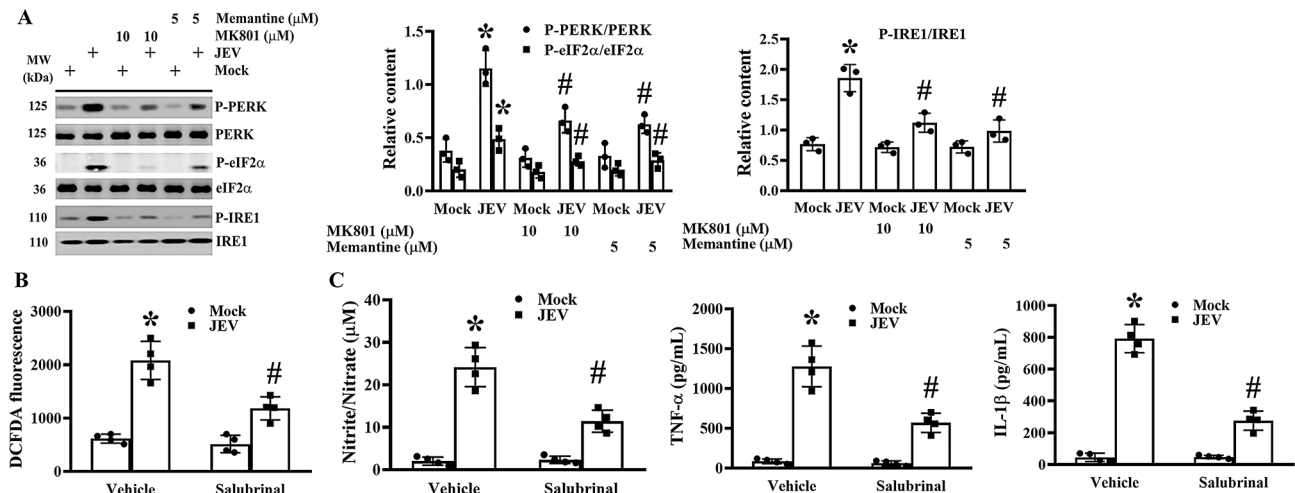 A
Memantine (μM) 5 5
MK801 (μM) 10 10
JEV + + +
Mock + + +
MW
(kDa)
125 P-PERK
125 PERK
36 P-eIF2α
36 eIF2α
110 P-IRE1
110 IRE1
Relative content
1.5
1.0
0.5
0.0
P-PERK/PERK
P-eIF2α/eIF2α
* * # # # #
Mock JEV Mock JEV Mock JEV
MK801 (μM) 10 10
Memantine (μM) 5 5
P-IRE1/IRE1
Relative content
2.5
2.0
1.5
1.0
0.5
0.0
* # #
Mock JEV Mock JEV Mock JEV
MK801 (μM) 10 10
Memantine (μM) 5 5
B
DCFDA fluorescence
3000
2000
1000
0
Mock
JEV
* #
Vehicle Salubrinal
C
Nitrite/Nitrate (μM)
40
30
20
10
0
Mock
JEV
* #
Vehicle Salubrinal
TNF-α (pg/mL)
2000
1500
1000
500
0
Mock
JEV
* #
Vehicle Salubrinal
IL-1β (pg/mL)
1000
800
600
400
200
0
Mock
JEV
* #
Vehicle Salubrinal